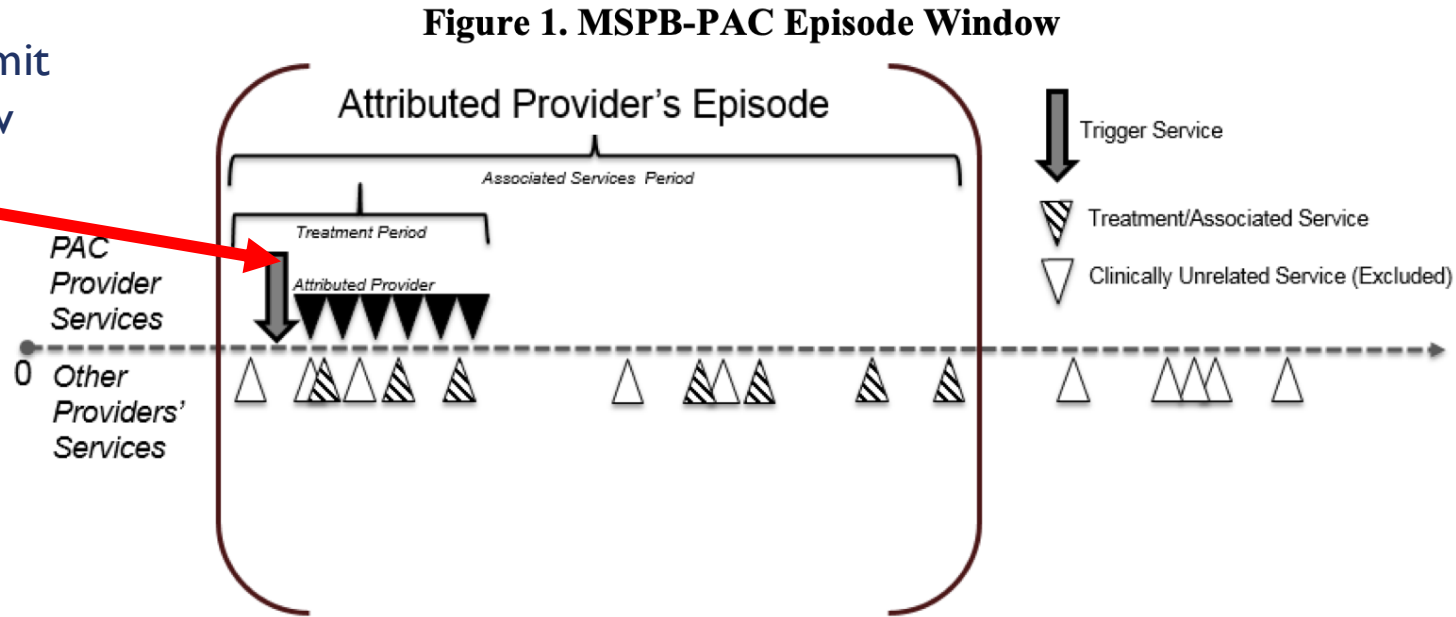 Figure 1. MSPB-PAC Episode Window
Attributed Provider's Episode
Associated Services Period
Treatment Period
Attributed Provider
PAC
Provider
Services
0
Other
Providers'
Services
Trigger Service
Treatment/Associated Service
Clinically Unrelated Service (Excluded)